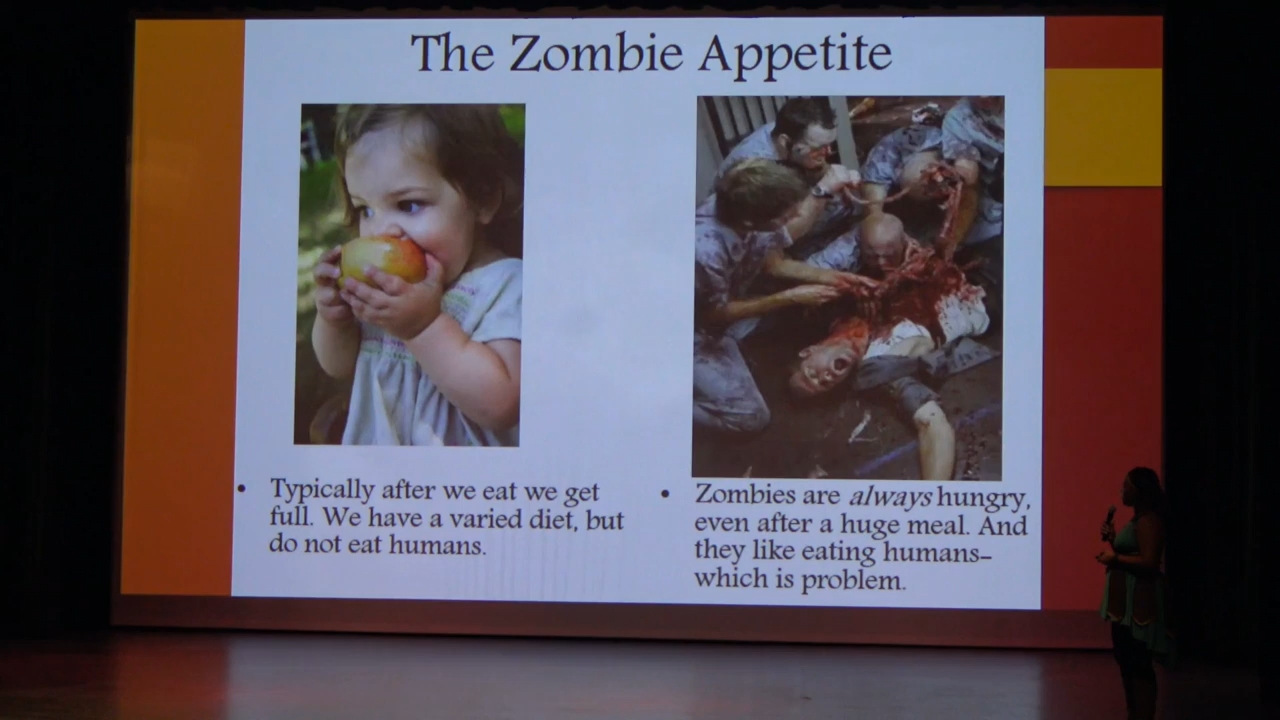 The Zombie Appetite
• Typically after we eat we get
full. We have a varied diet, but
do not eat humans.
• Zombies are always hungry,
even after a huge meal. And
they like eating humans–
which is problem.